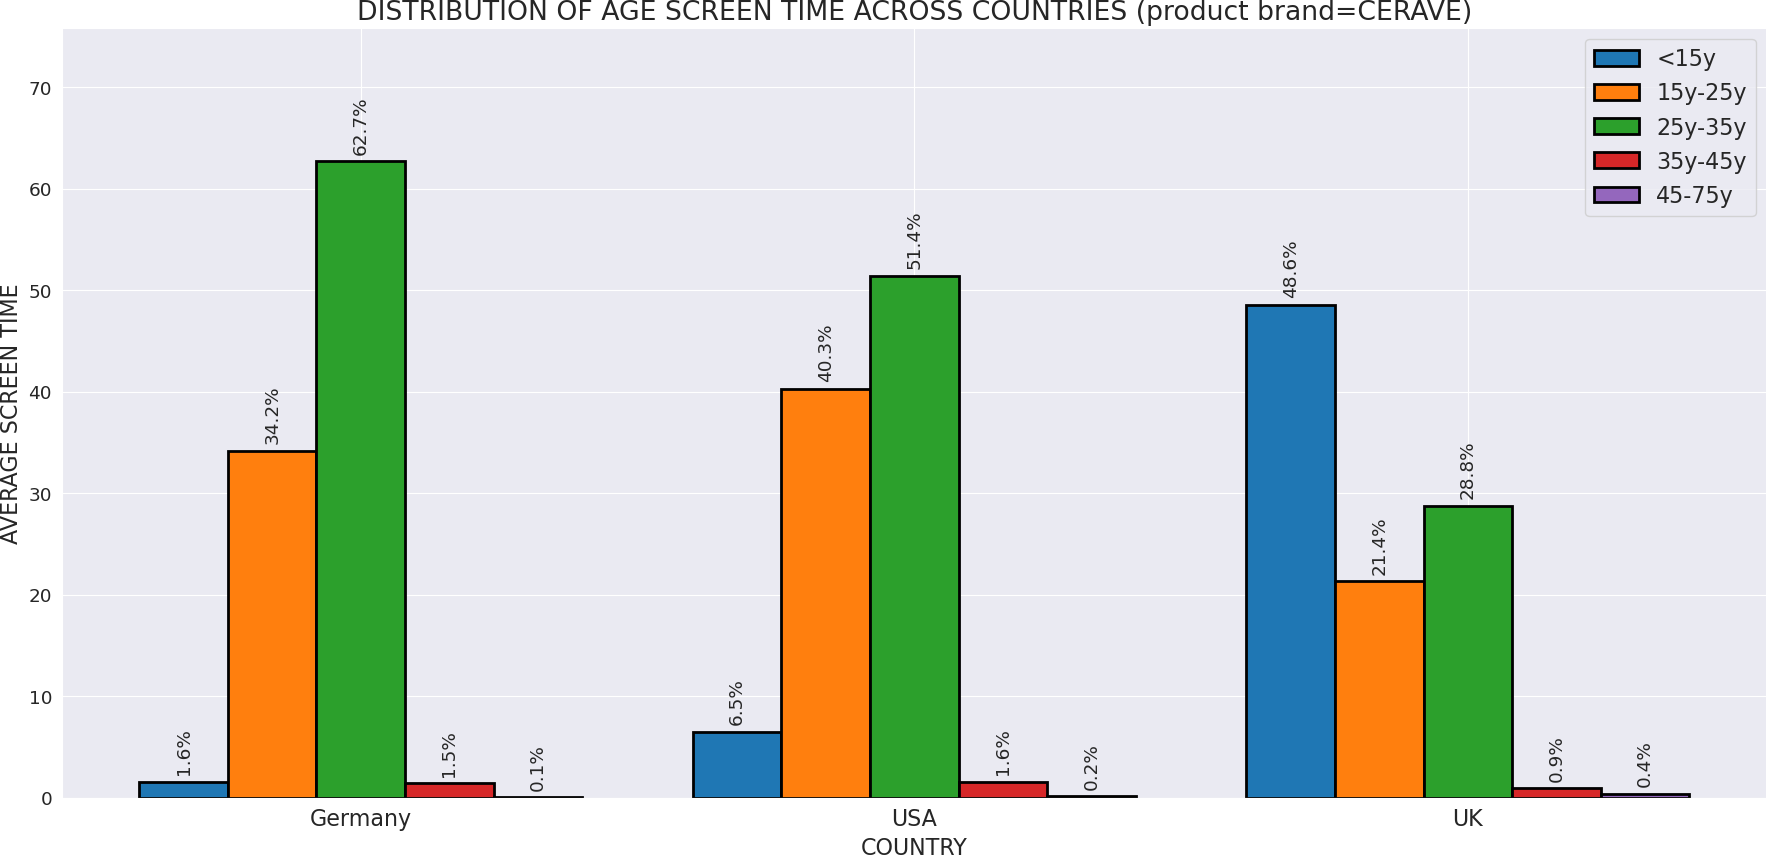 DISTRIBUTION OF AGE SCREEN TIME ACROSS COUNTRIES (product brand=CERAVE)
<15y
15y-25y
25y-35y
35y-45y
45-75y
AVERAGE SCREEN TIME
70
60
50
40
30
20
10
0
1.6%
34.2%
62.7%
1.5%
0.1%
6.5%
40.3%
51.4%
1.6%
0.2%
48.6%
21.4%
28.8%
0.9%
0.4%
Germany
USA
UK
COUNTRY